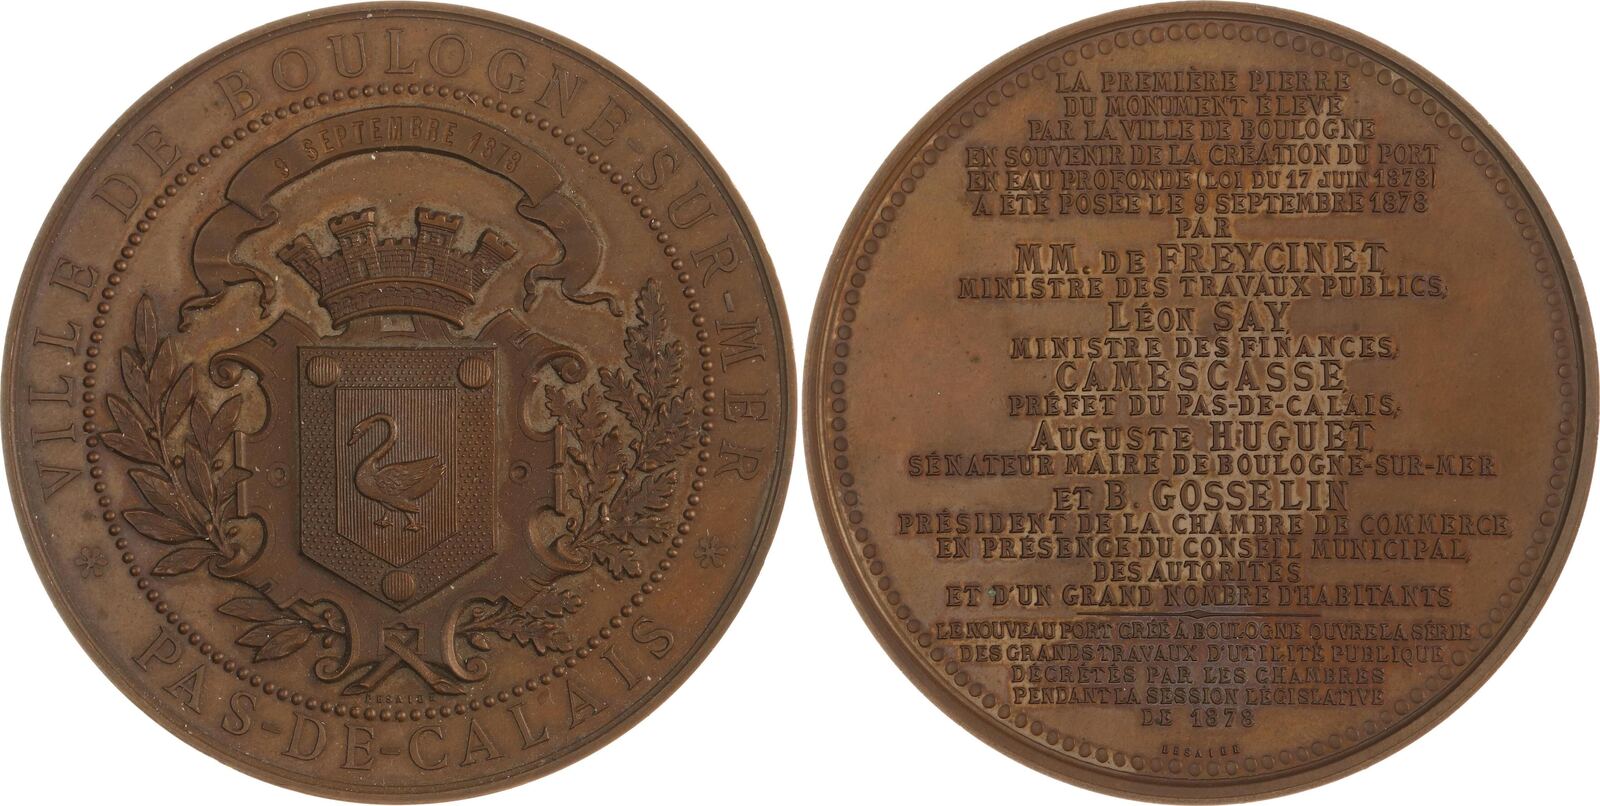 VILLE DE BOULOGNE-SUR-MER
9 SEPTEMBRE 1878
DESAIDE
* PAS-DE-CALAIS *
LA PREMIÈRE PIERRE
DU MONUMENT ÉLEVÉ
PAR LA VILLE DE BOULOGNE
EN SOUVENIR DE LA CRÉATION DU PORT
EN EAU PROFONDE (LOI DU 17 JUIN 1878)
A ÉTÉ POSÉE LE 9 SEPTEMBRE 1878
PAR
MM. DE FREYCINET
MINISTRE DES TRAVAUX PUBLICS,
LÉON SAY
MINISTRE DES FINANCES,
CAMESCASSE
PRÉFET DU PAS-DE-CALAIS,
AUGUSTE HUGUET
SÉNATEUR MAIRE DE BOULOGNE-SUR-MER
ET B. GOSSELIN
PRÉSIDENT DE LA CHAMBRE DE COMMERCE
EN PRÉSENCE DU CONSEIL MUNICIPAL,
DES AUTORITÉS
ET D'UN GRAND NOMBRE D'HABITANTS
LE NOUVEAU PORT CRÉÉ À BOULOGNE OUVRE LA SÉRIE
DES GRANDS TRAVAUX D'UTILITÉ PUBLIQUE
DÉCRÉTÉS PAR LES CHAMBRES
PENDANT LA SESSION LÉGISLATIVE
DE 1878
DESAIDE